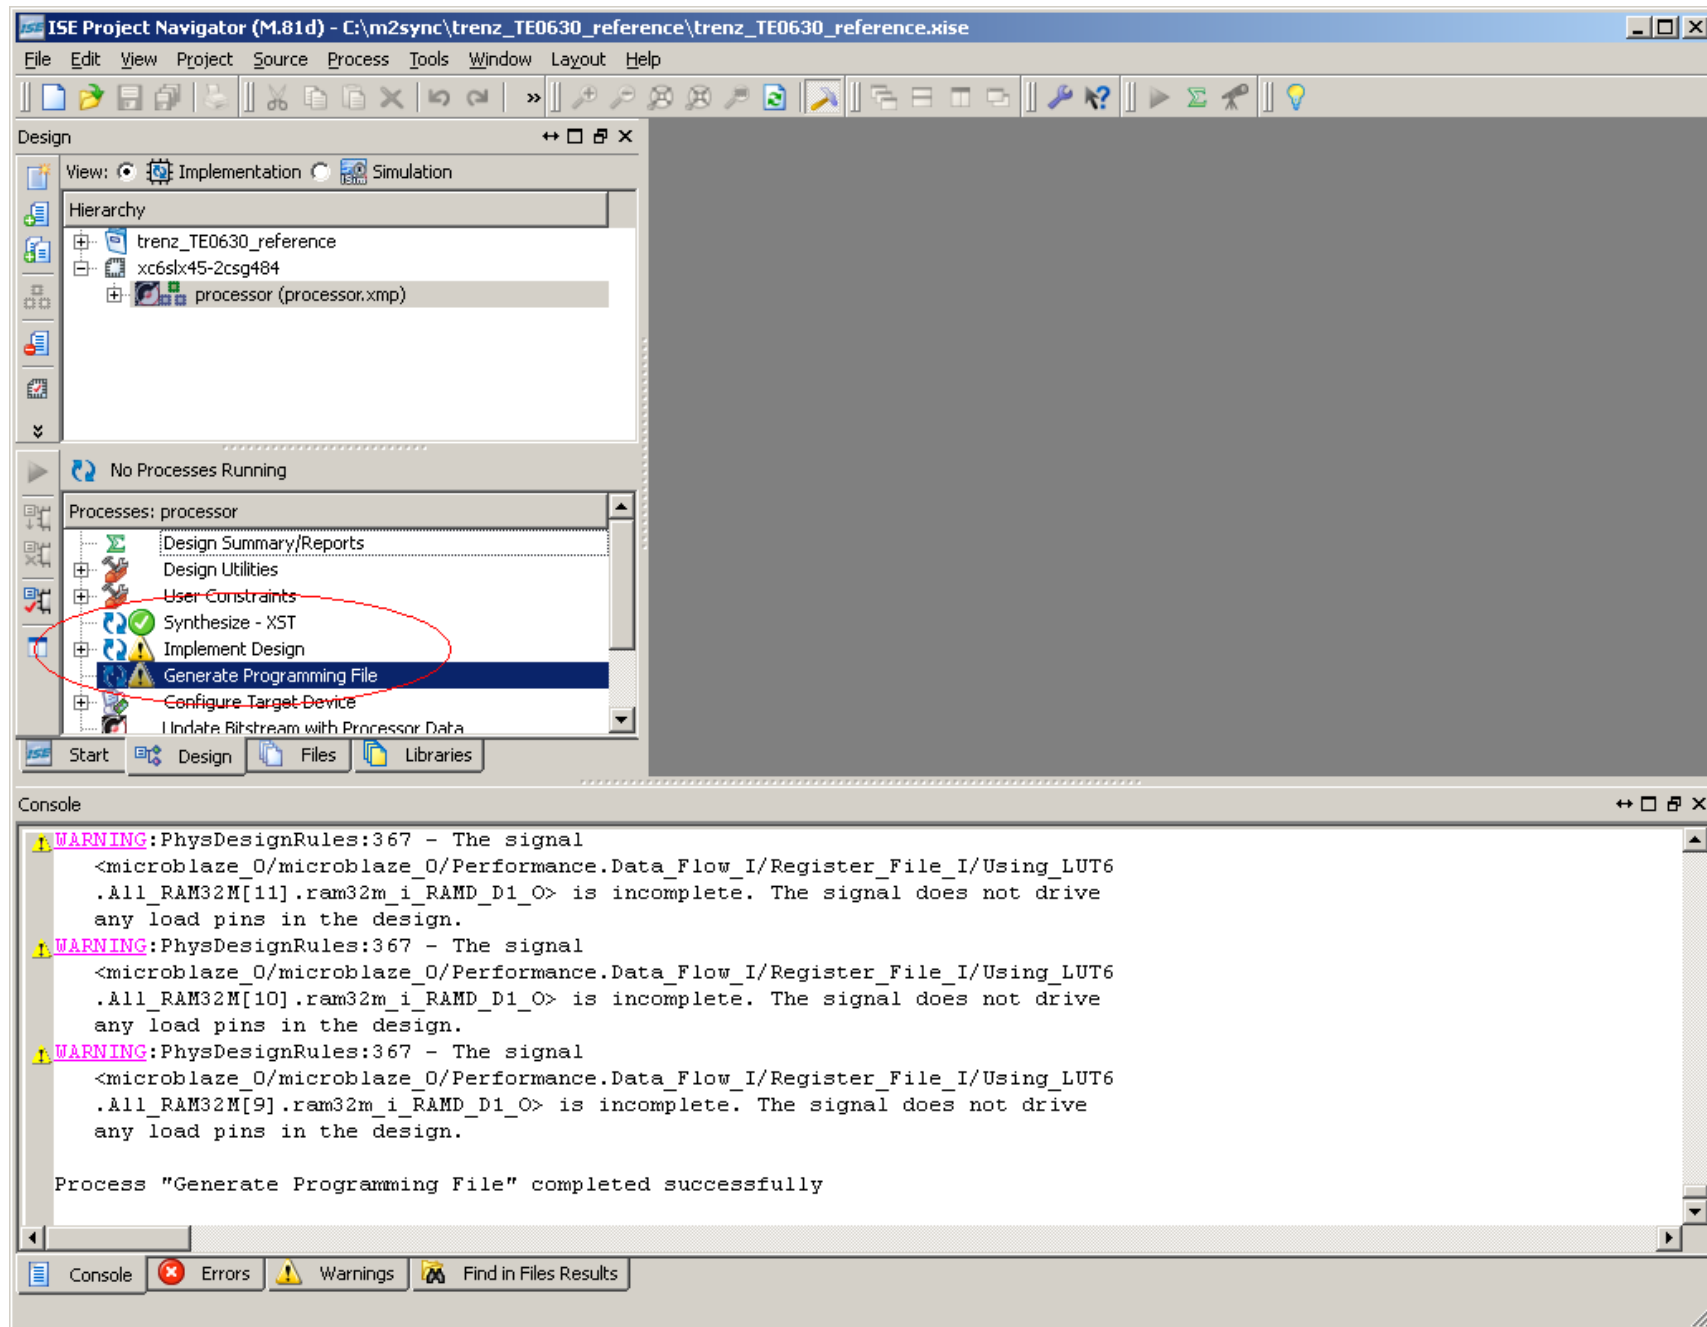 ISE Project Navigator (M.81d) - C:\m2sync\trenz_TE0630_reference\trenz_TE0630_reference.xise
File Edit View Project Source Process Tools Window Layout Help
Design
View: Implementation Simulation
Hierarchy
trenz_TE0630_reference
xc6slx45-2csg484
processor (processor.xmp)
No Processes Running
Processes: processor
Design Summary/Reports
Design Utilities
User Constraints
Synthesize - XST
Implement Design
Generate Programming File
Configure Target Device
Update Bitstream with Processor Data
Start Design Files Libraries
Console
WARNING:PhysDesignRules:367 - The signal
<microblaze_0/microblaze_0/Performance.Data_Flow_I/Register_File_I/Using_LUT6
.All_RAM32M[11].ram32m_i_RAMD_D1_O> is incomplete. The signal does not drive
any load pins in the design.
WARNING:PhysDesignRules:367 - The signal
<microblaze_0/microblaze_0/Performance.Data_Flow_I/Register_File_I/Using_LUT6
.All_RAM32M[10].ram32m_i_RAMD_D1_O> is incomplete. The signal does not drive
any load pins in the design.
WARNING:PhysDesignRules:367 - The signal
<microblaze_0/microblaze_0/Performance.Data_Flow_I/Register_File_I/Using_LUT6
.All_RAM32M[9].ram32m_i_RAMD_D1_O> is incomplete. The signal does not drive
any load pins in the design.
Process "Generate Programming File" completed successfully
Console Errors Warnings Find in Files Results